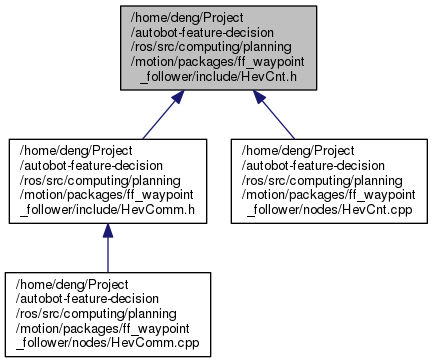 /home/deng/Project
/autobot-feature-decision
/ros/src/computing/planning
/motion/packages/ff_waypoint
_follower/include/HevCnt.h
/home/deng/Project
/autobot-feature-decision
/ros/src/computing/planning
/motion/packages/ff_waypoint
_follower/include/HevComm.h
/home/deng/Project
/autobot-feature-decision
/ros/src/computing/planning
/motion/packages/ff_waypoint
_follower/nodes/HevCnt.cpp
/home/deng/Project
/autobot-feature-decision
/ros/src/computing/planning
/motion/packages/ff_waypoint
_follower/nodes/HevComm.cpp